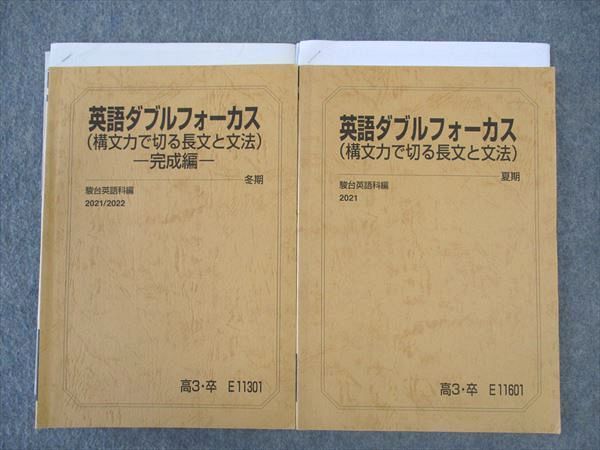 英語ダブルフォーカス
(構文力で切る長文と文法)
―完成編―
冬期
駿台英語科編
2021/2022
高3・卒 E11301
英語ダブルフォーカス
(構文力で切る長文と文法)
夏期
駿台英語科編
2021
高3・卒 E11601